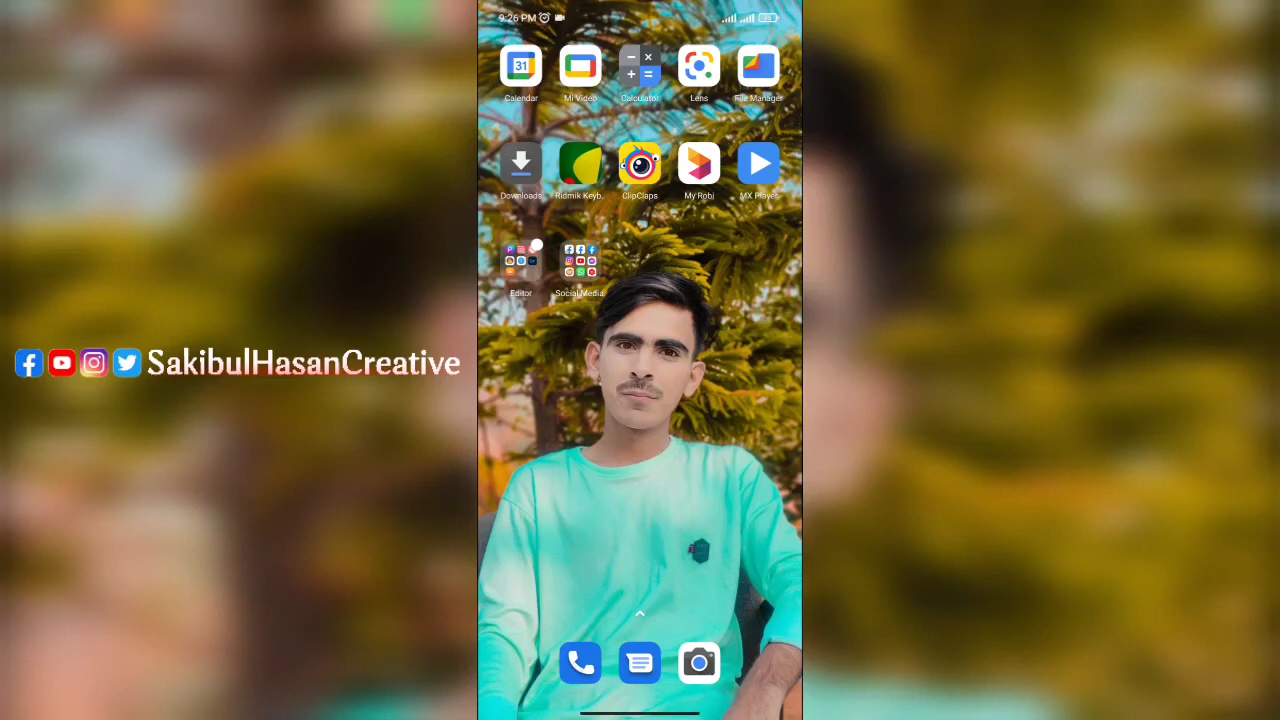 9:26 PM
31
Calendar
Mi Video
Calculator
Lens
File Manager
Downloads
Ridmik Keyb..
ClipClaps
My Robi
MX Player
Editor
Social Media
SakibulHasanCreative